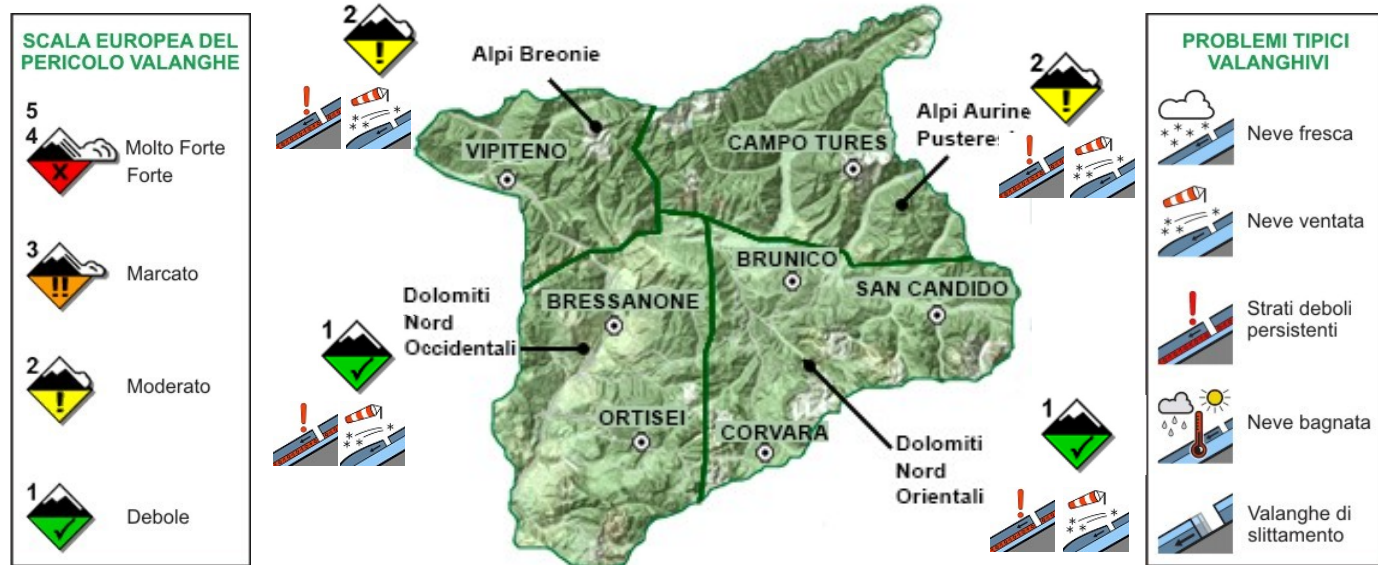 SCALA EUROPEA DEL
PERICOLO VALANGHE
5
4
Molto Forte
Forte
3
Marcato
2
Moderato
1
Debole
2
Alpi Breonie
VIPITENO
CAMPO TURES
2
Alpi Aurine
Pusteres
BRUNICO
SAN CANDIDO
BRESSANONE
1
Dolomiti
Nord
Occidentali
ORTISEI
CORVARA
1
Dolomiti
Nord
Orientali
PROBLEMI TIPICI
VALANGHIVI
Neve fresca
Neve ventata
Strati deboli
persistenti
Neve bagnata
Valanghe di
slittamento